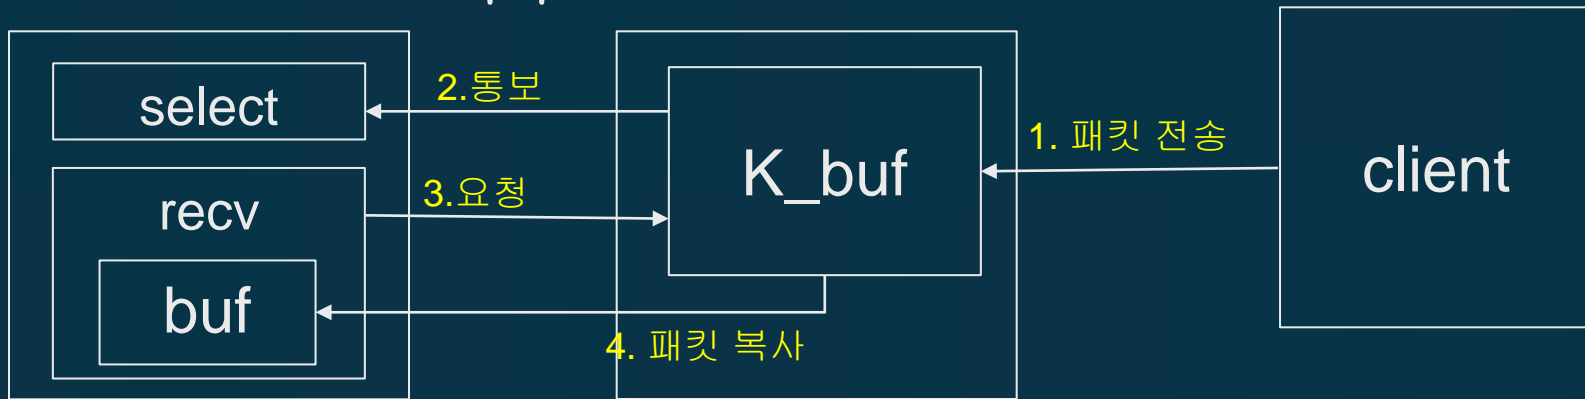 select
2.통보
1. 패킷 전송
K_buf
client
3.요청
recv
buf
4. 패킷 복사